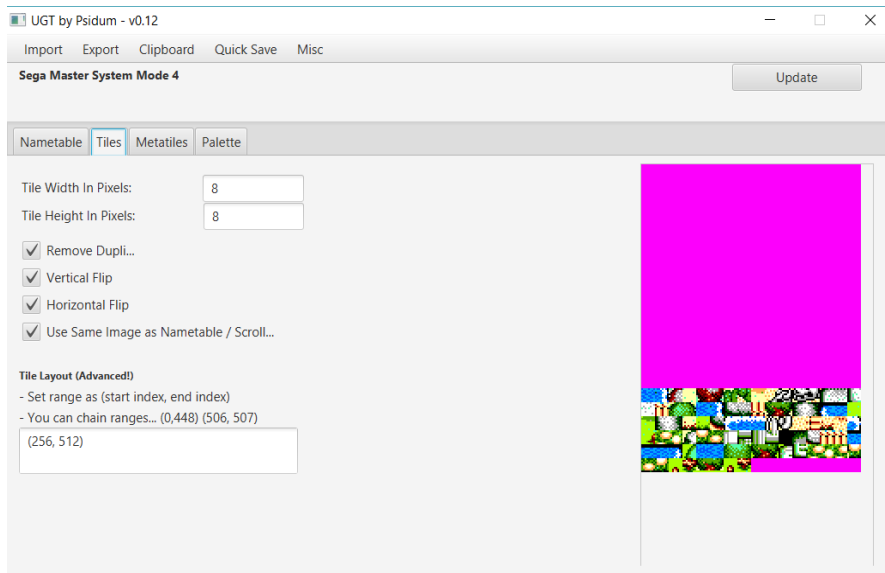 UGT by Psidum - v0.12
Import Export Clipboard Quick Save Misc
Sega Master System Mode 4
Update
Nametable Tiles Metatiles Palette
Tile Width In Pixels: 8
Tile Height In Pixels: 8
Remove Dupli...
Vertical Flip
Horizontal Flip
Use Same Image as Nametable / Scroll...
Tile Layout (Advanced!)
- Set range as (start index, end index)
- You can chain ranges... (0,448) (506, 507)
(256, 512)